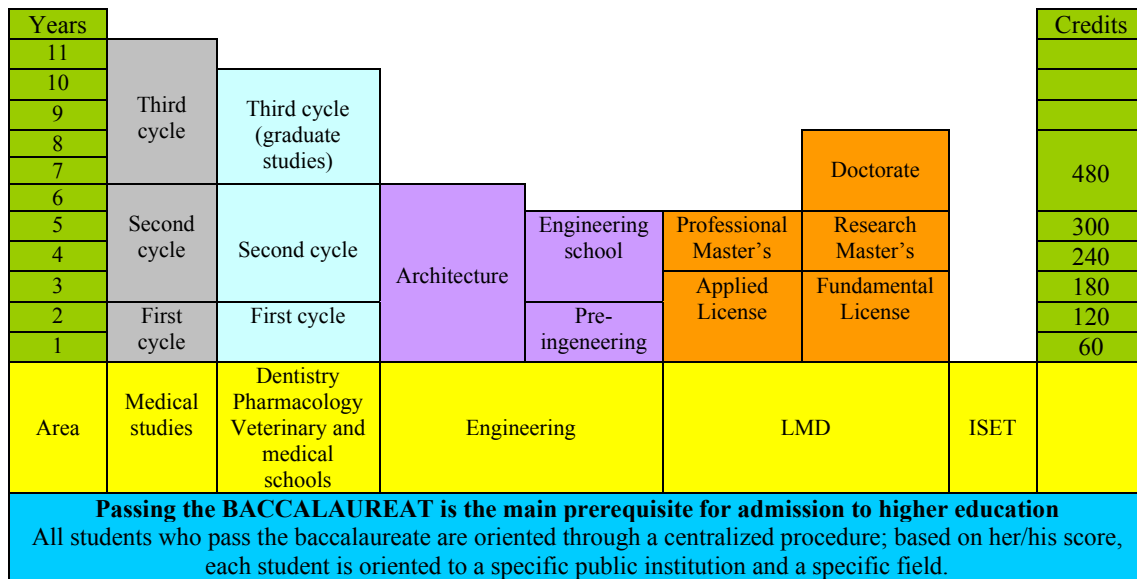 Years
Credits
11
10
9
8
7
6
5
4
3
2
1
Third
cycle
Second
cycle
First
cycle
Third cycle
(graduate
studies)
Second cycle
First cycle
Architecture
Engineering
school
Pre-
ingeneering
Professional
Master's
Applied
License
Doctorate
Research
Master's
Fundamental
License
480
300
240
180
120
60
Area
Medical
studies
Dentistry
Pharmacology
Veterinary and
medical
schools
Engineering
LMD
ISET
Passing the BACCALAUREAT is the main prerequisite for admission to higher education
All students who pass the baccalaureate are oriented through a centralized procedure; based on her/his score,
each student is oriented to a specific public institution and a specific field.